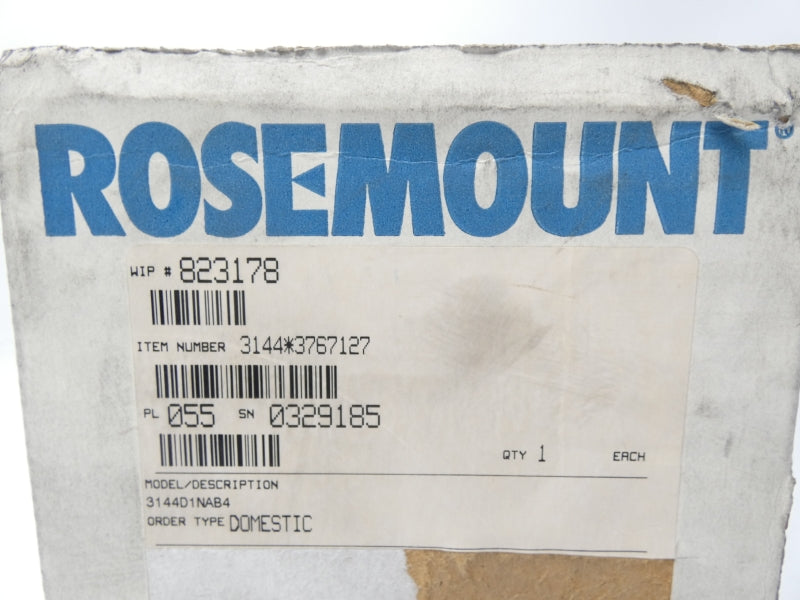 ROSEMOUNT®
WIP # 823178
ITEM NUMBER 3144*3767127
PL 055 SN 0329185
QTY 1 EACH
MODEL/DESCRIPTION
3144D1NAB4
ORDER TYPE DOMESTIC